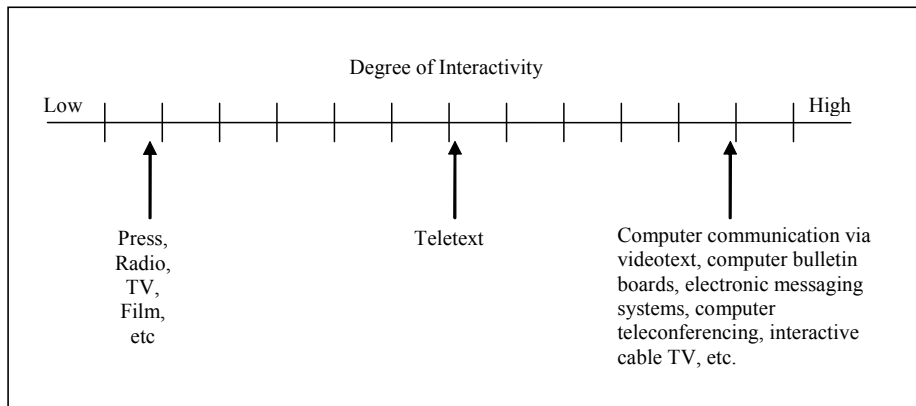 Degree of Interactivity
Low
High
Press,
Radio,
TV,
Film,
etc
Teletext
Computer communication via
videotext, computer bulletin
boards, electronic messaging
systems, computer
teleconferencing, interactive
cable TV, etc.